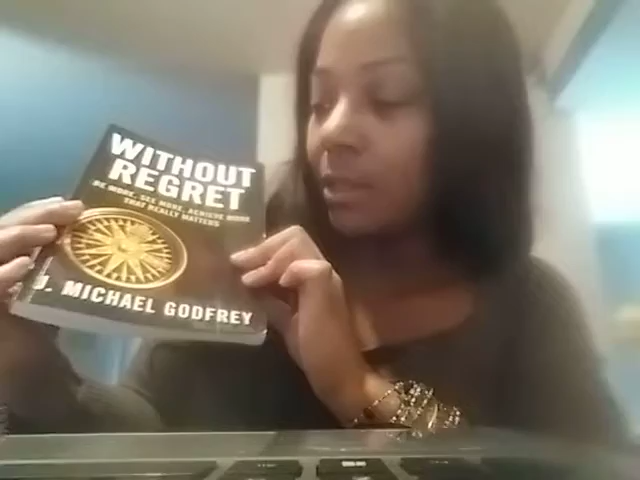 WITHOUT
REGRET
BE MORE, SEE MORE, ACHIEVE MORE
THAT REALLY MATTERS
J. MICHAEL GODFREY